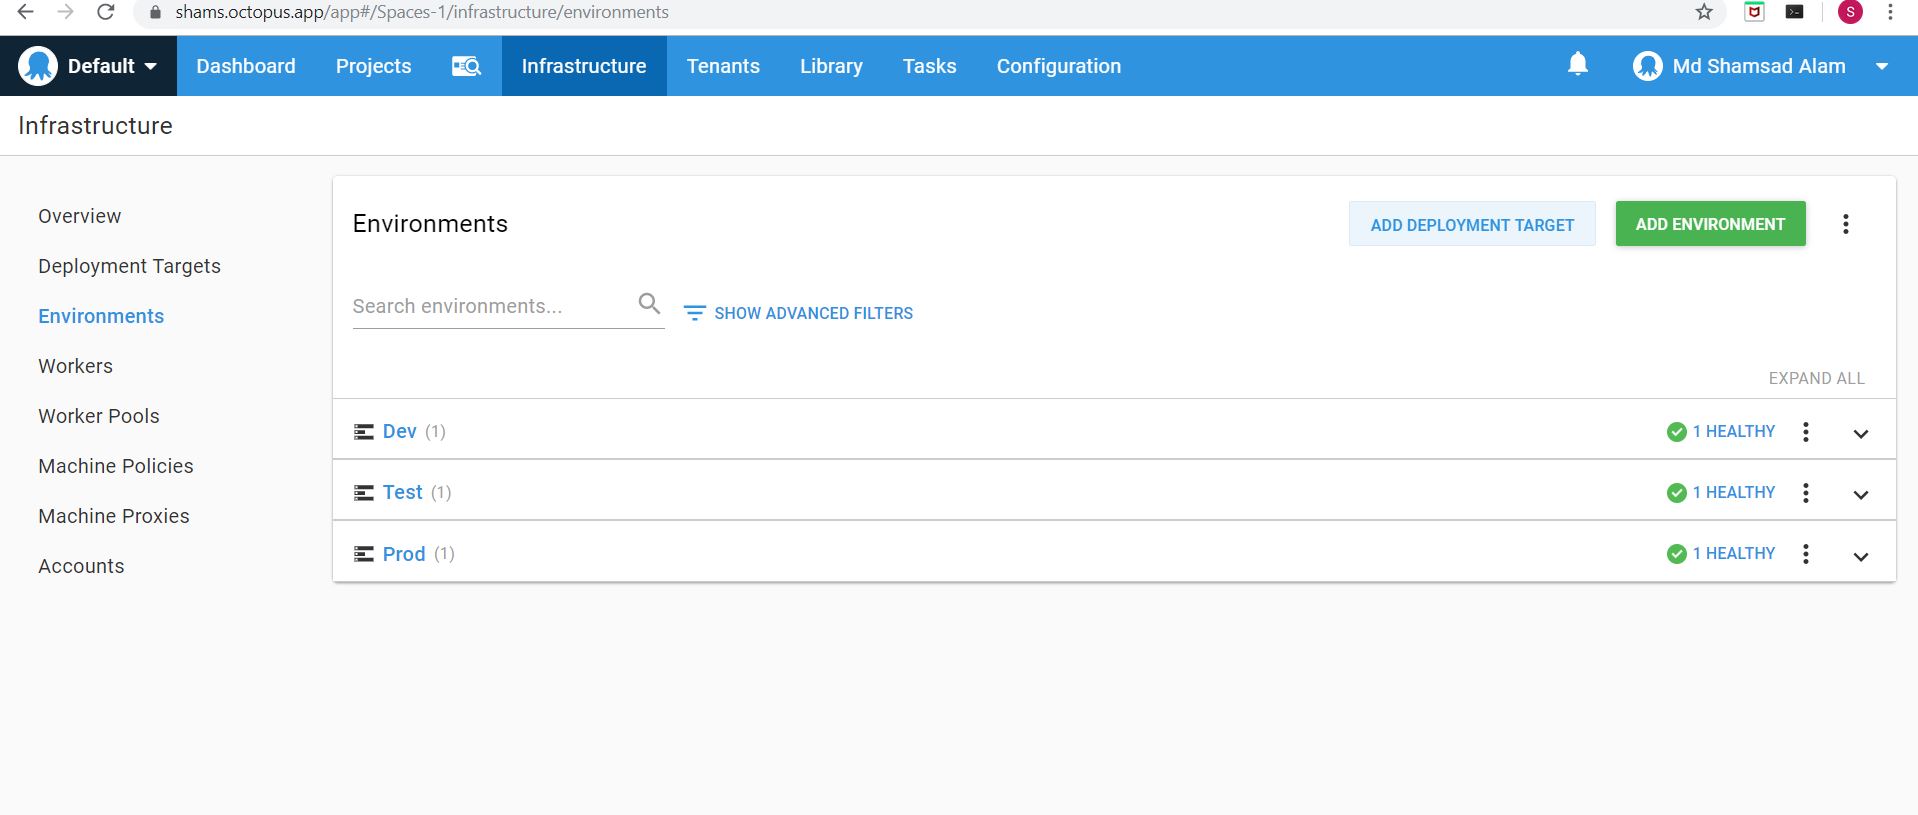 shams.octopus.app/app#/Spaces-1/infrastructure/environments
S
Default Dashboard Projects Infrastructure Tenants Library Tasks Configuration Md Shamsad Alam
Infrastructure
Overview
Deployment Targets
Environments
Workers
Worker Pools
Machine Policies
Machine Proxies
Accounts
Environments ADD DEPLOYMENT TARGET ADD ENVIRONMENT
Search environments... SHOW ADVANCED FILTERS
EXPAND ALL
Dev (1) 1 HEALTHY
Test (1) 1 HEALTHY
Prod (1) 1 HEALTHY